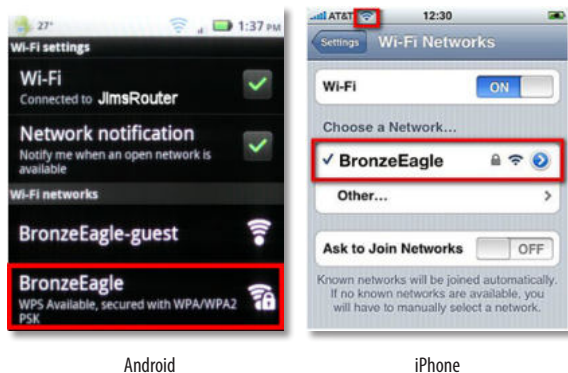 27°
1:37 PM
Wi-Fi settings
Wi-Fi
Connected to JimsRouter
Network notification
Notify me when an open network is
available
Wi-Fi networks
BronzeEagle-guest
BronzeEagle
WPS Available, secured with WPA/WPA2
PSK
Android
AT&T
12:30
Settings
Wi-Fi Networks
Wi-Fi
ON
Choose a Network...
BronzeEagle
Other...
Ask to Join Networks
OFF
Known networks will be joined automatically.
If no known networks are available, you
will have to manually select a network.
iPhone